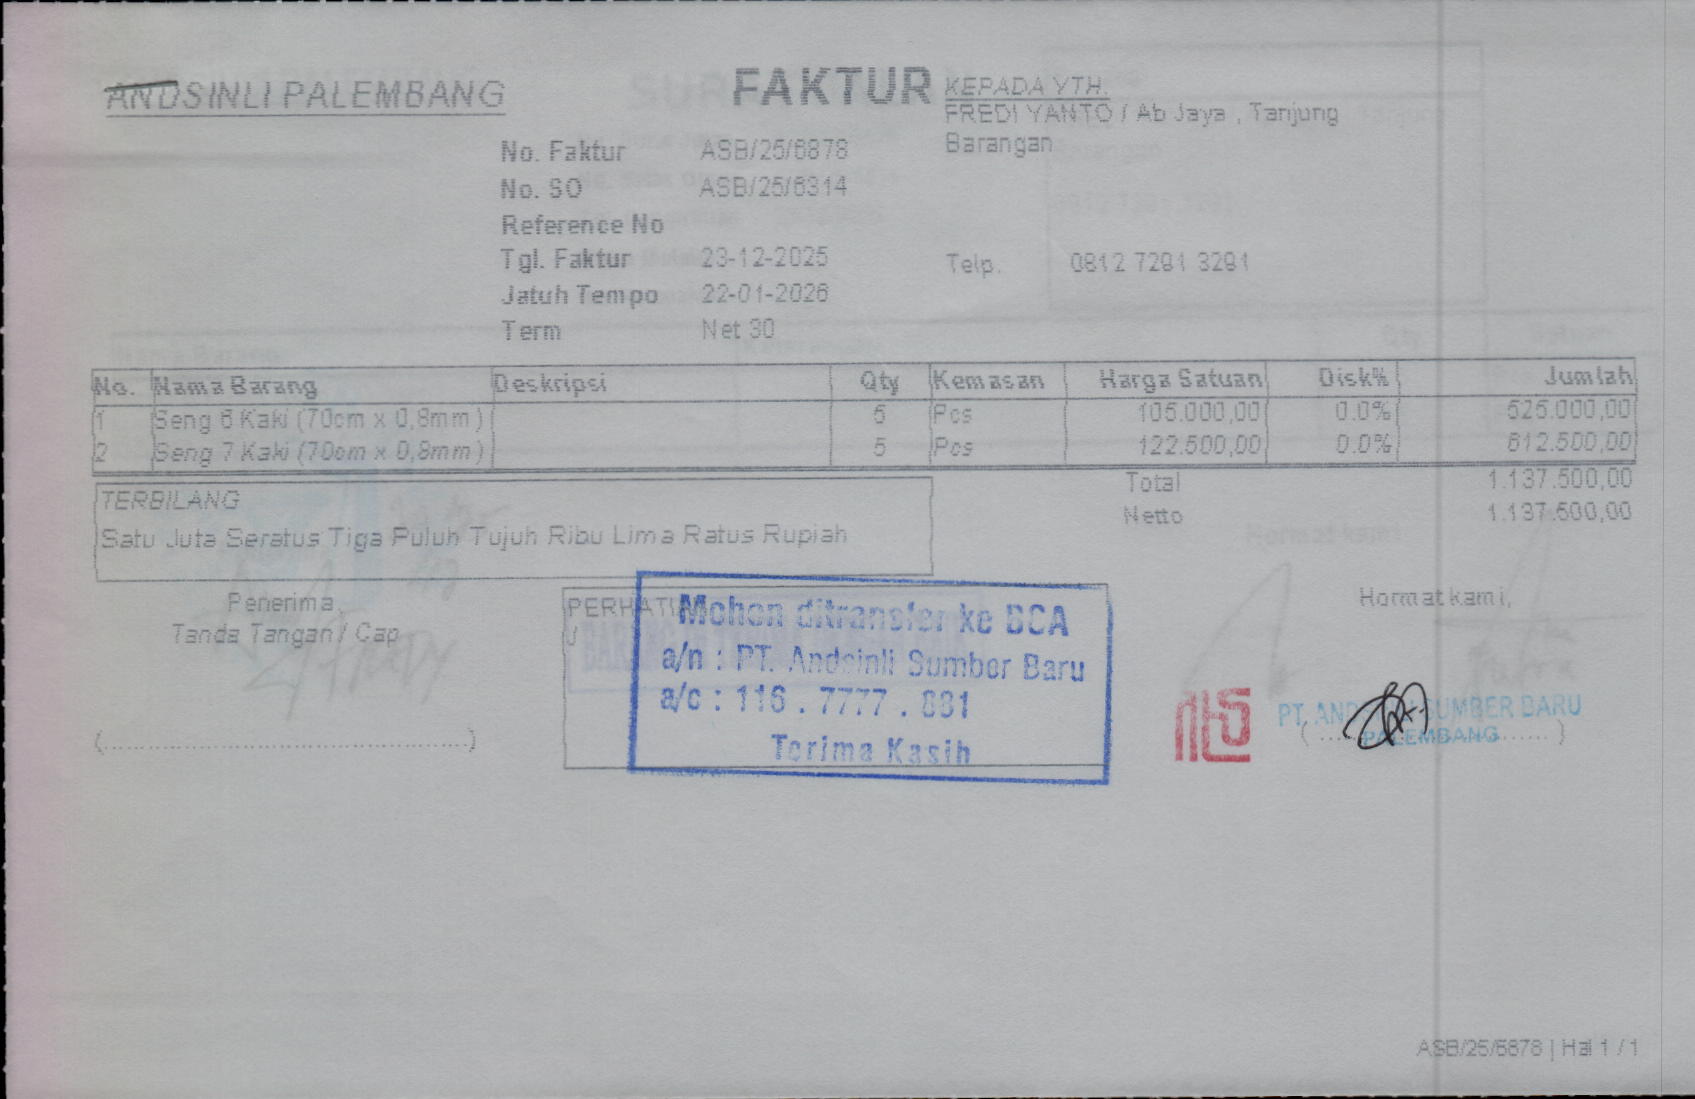 ANDSINLI PALEMBANG
FAKTUR
KEPADA YTH.
FREDI YANTO / Ab Jaya , Tanjung
Barangan
No. Faktur ASB/25/6878
No. SO ASB/25/6314
Reference No
Tgl. Faktur 23-12-2025
Telp. 0812 7291 3291
Jatuh Tempo 22-01-2026
Term Net 30
No. Nama Barang Deskripsi Qty Kemasan Harga Satuan Disk% Jumlah
1 Seng 6 Kaki (70cm x 0,8mm) 5 Pcs 105.000,00 0.0% 525.000,00
2 Seng 7 Kaki (70cm x 0,8mm) 5 Pcs 122.500,00 0.0% 612.500,00
Total 1.137.500,00
Netto 1.137.500,00
TERBILANG
Satu Juta Seratus Tiga Puluh Tujuh Ribu Lima Ratus Rupiah
Penerima,
Tanda Tangan / Cap
Mohon ditransfer ke BCA
a/n : PT. Andsinli Sumber Baru
a/c : 116 . 7777 . 881
Terima Kasih
Hormat kami,
SUMBER BARU
PALEMBANG
ASB/25/6878 | Hal 1 / 1